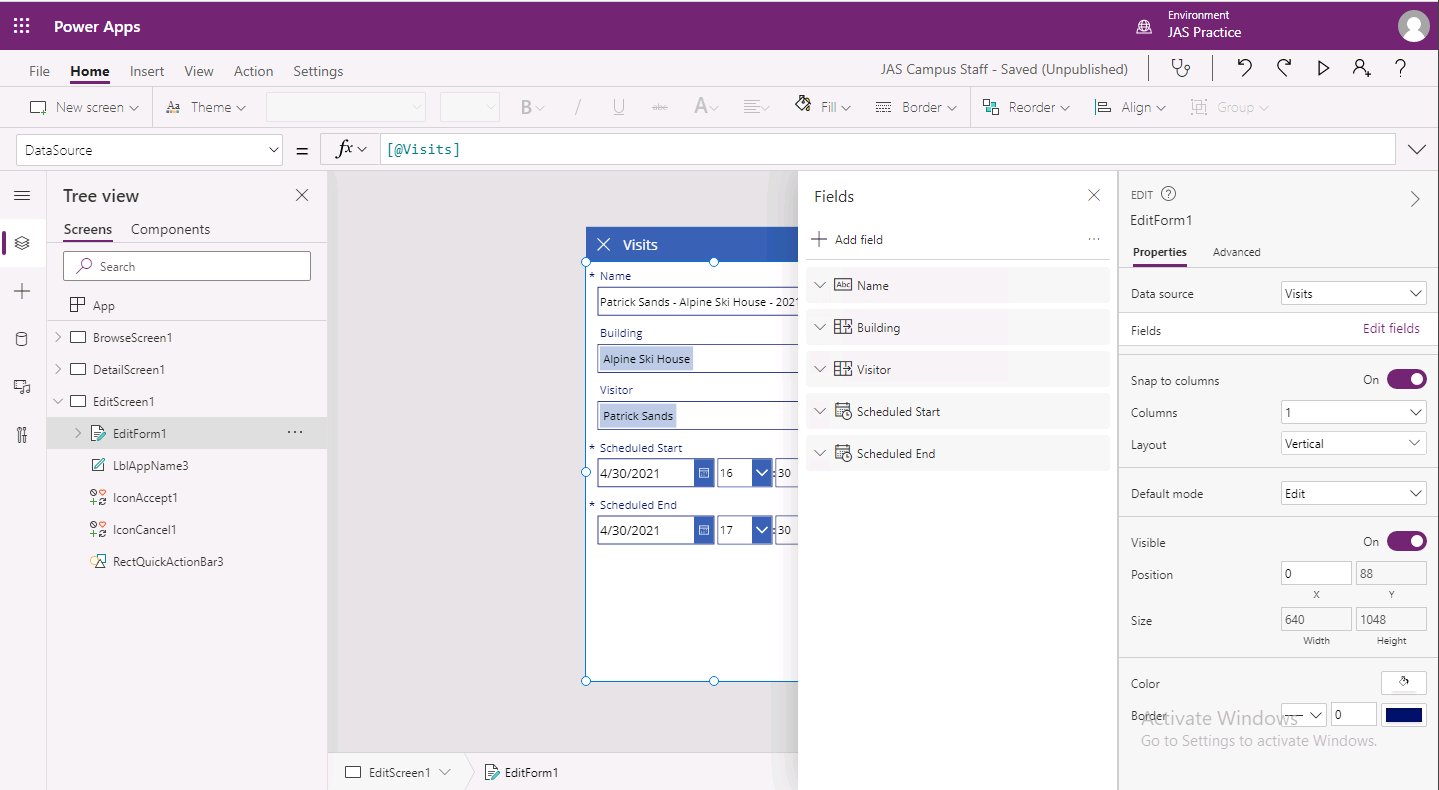 Power Apps
Environment
JAS Practice
File Home Insert View Action Settings
JAS Campus Staff - Saved (Unpublished)
New screen
Theme
B / U abc A
Fill
Border
Reorder
Align
Group
DataSource = fx [@Visits]
Tree view
Screens Components
Search
App
BrowseScreen1
DetailScreen1
EditScreen1
EditForm1 ...
LblAppName3
IconAccept1
IconCancel1
RectQuickActionBar3
Visits
* Name
Patrick Sands - Alpine Ski House - 2021
Building
Alpine Ski House
Visitor
Patrick Sands
* Scheduled Start
4/30/2021 16 : 30
* Scheduled End
4/30/2021 17 : 30
EditScreen1 EditForm1
Fields
Add field ...
Abc Name
Building
Visitor
Scheduled Start
Scheduled End
EDIT ?
EditForm1
Properties Advanced
Data source Visits
Fields Edit fields
Snap to columns On
Columns 1
Layout Vertical
Default mode Edit
Visible On
Position 0 88
X Y
Size 640 1048
Width Height
Color
Border 0
Activate Windows
Go to Settings to activate Windows.